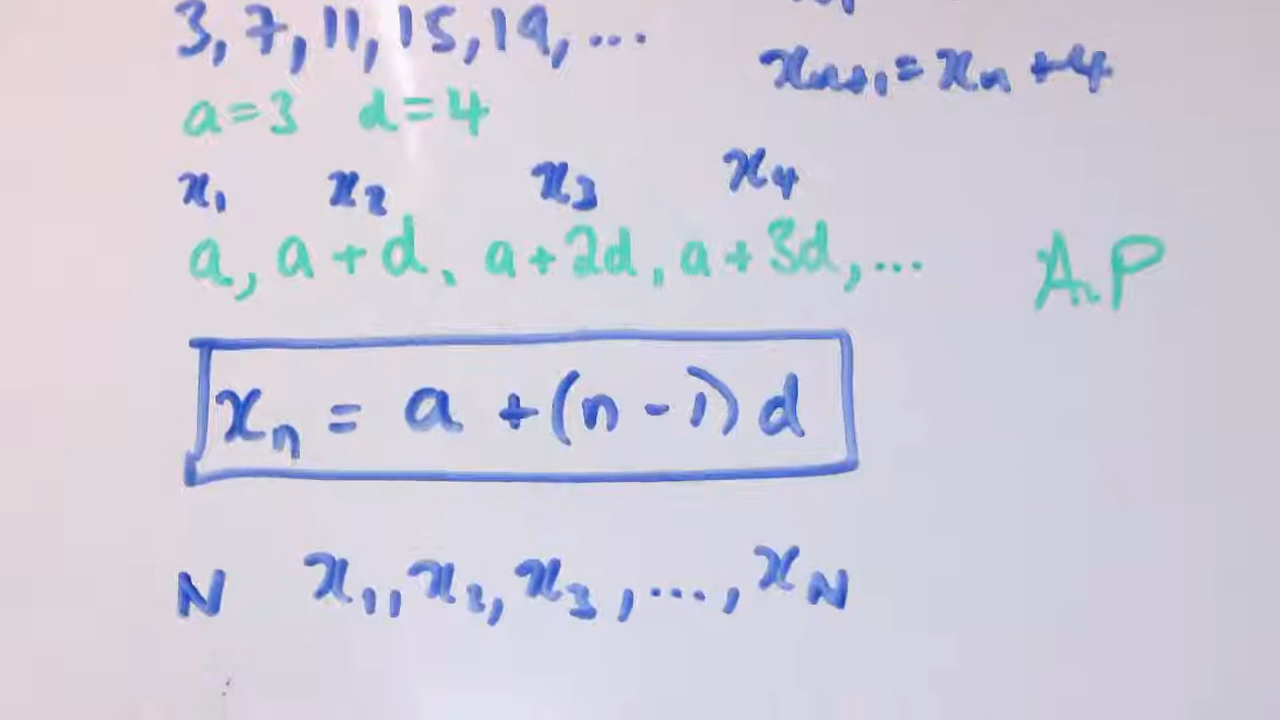 3, 7, 11, 15, 19, ...
xₙ₊₁ = xₙ + 4
a = 3 d = 4
x₁ x₂ x₃ x₄
a, a + d, a + 2d, a + 3d, ...
A.P
xₙ = a + (n - 1) d
N x₁, x₂, x₃, ..., x_N